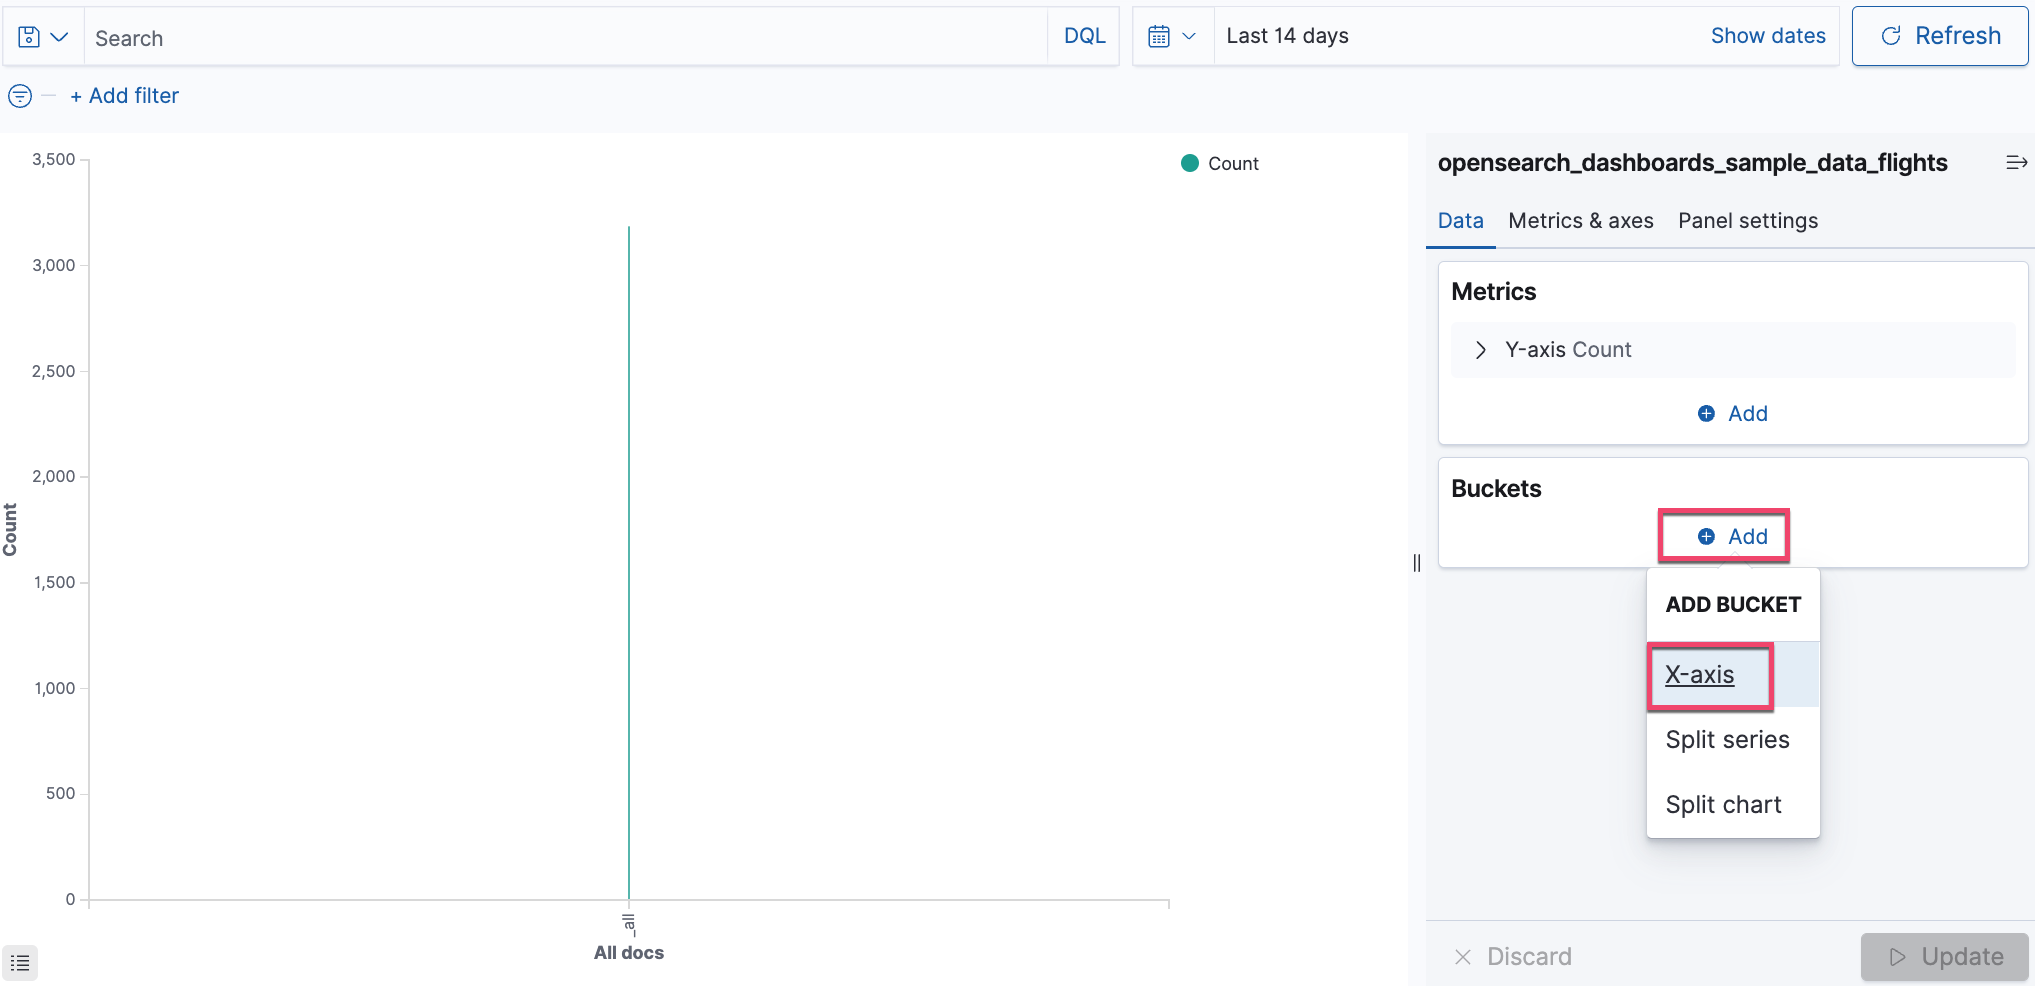 Search
DQL
Last 14 days
Show dates
Refresh
+ Add filter
3,500
3,000
2,500
2,000
1,500
1,000
500
0
Count
_all
All docs
Count
opensearch_dashboards_sample_data_flights
Data
Metrics & axes
Panel settings
Metrics
Y-axis Count
Add
Buckets
Add
ADD BUCKET
X-axis
Split series
Split chart
Discard
Update